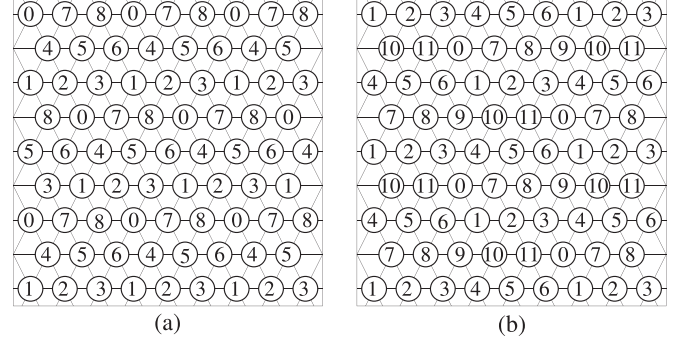 0 7 8 0 7 8 0 7 8 1 2 3 4 5 6 1 2 3
4 5 6 4 5 6 4 5 10 11 0 7 8 9 10 11
1 2 3 1 2 3 1 2 3 4 5 6 1 2 3 4 5 6
8 0 7 8 0 7 8 0 7 8 9 10 11 0 7 8
5 6 4 5 6 4 5 6 4 1 2 3 4 5 6 1 2 3
3 1 2 3 1 2 3 1 10 11 0 7 8 9 10 11
0 7 8 0 7 8 0 7 8 4 5 6 1 2 3 4 5 6
4 5 6 4 5 6 4 5 7 8 9 10 11 0 7 8
1 2 3 1 2 3 1 2 3 1 2 3 4 5 6 1 2 3
(a) (b)